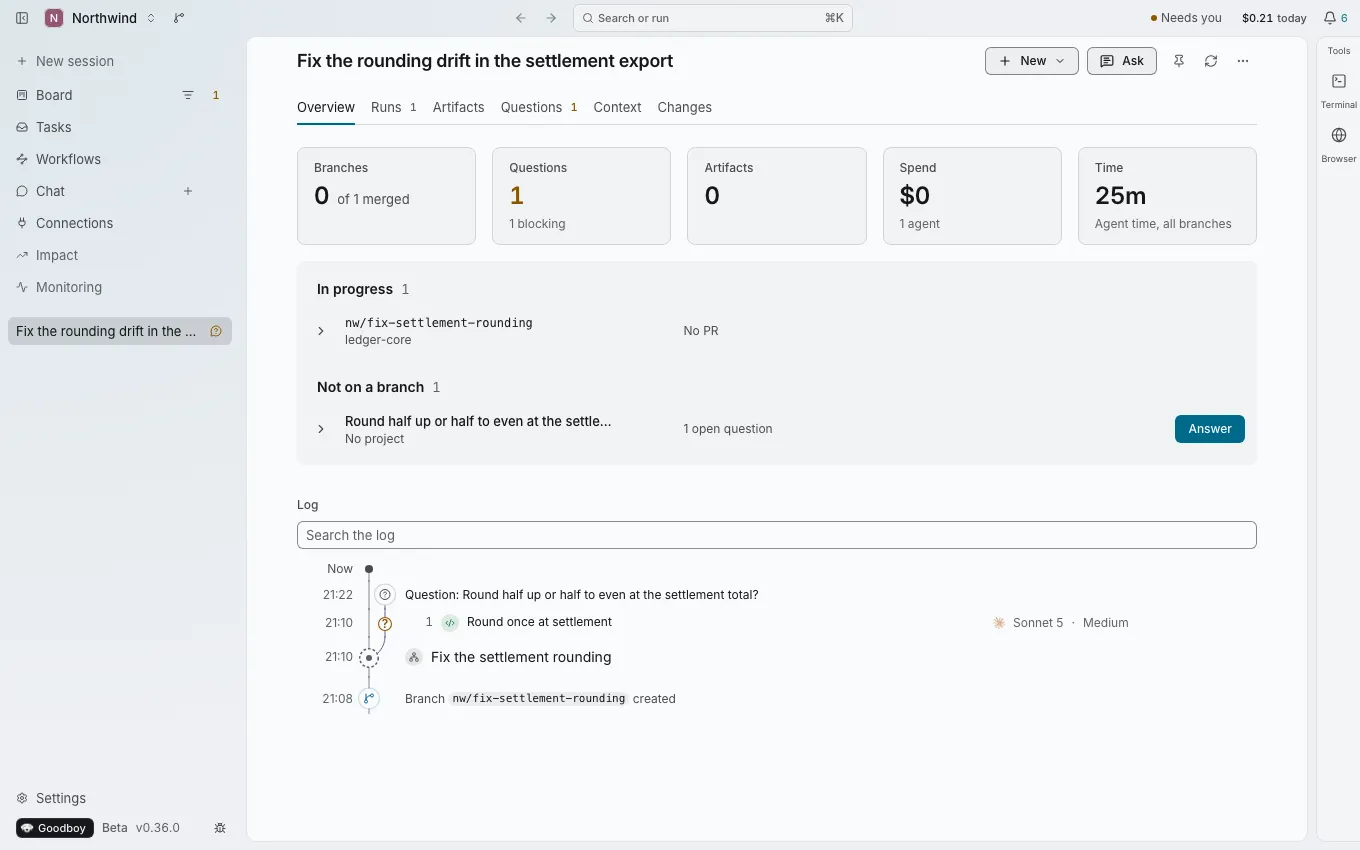 N Northwind
Search or run ⌘K
Needs you $0.21 today 6
New session
Board 1
Tasks
Workflows
Chat
Connections
Impact
Monitoring
Fix the rounding drift in the ...
Settings
Goodboy Beta v0.36.0
Fix the rounding drift in the settlement export
New Ask
Overview Runs 1 Artifacts Questions 1 Context Changes
Branches
0 of 1 merged
Questions
1
1 blocking
Artifacts
0
Spend
$0
1 agent
Time
25m
Agent time, all branches
In progress 1
nw/fix-settlement-rounding
ledger-core
No PR
Not on a branch 1
Round half up or half to even at the settle...
No project
1 open question
Answer
Log
Search the log
Now
21:22 Question: Round half up or half to even at the settlement total?
21:10 1 Round once at settlement Sonnet 5 · Medium
21:10 Fix the settlement rounding
21:08 Branch nw/fix-settlement-rounding created
Tools
Terminal
Browser